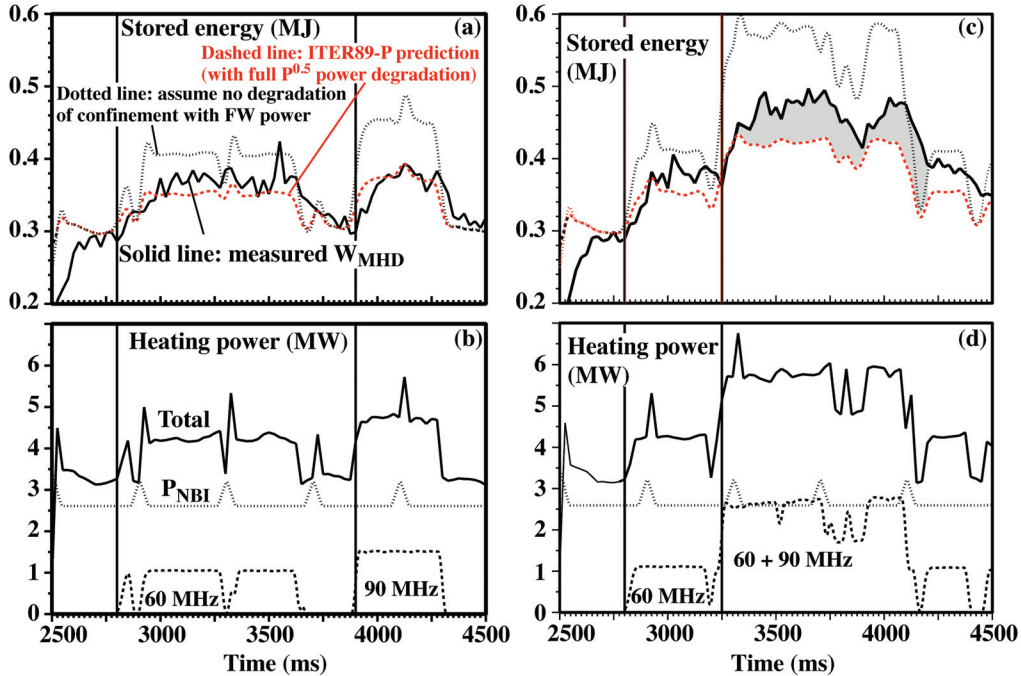 0.6
0.5
0.4
0.3
0.2
Stored energy (MJ)
(a)
Dashed line: ITER89-P prediction
(with full P0.5 power degradation)
Dotted line: assume no degradation
of confinement with FW power
Solid line: measured WMHD
6
5
4
3
2
1
0
Heating power (MW)
(b)
Total
PNBI
60 MHz
90 MHz
2500 3000 3500 4000 4500
Time (ms)
0.6
0.5
0.4
0.3
0.2
Stored energy
(MJ)
(c)
6
5
4
3
2
1
0
Heating power
(MW)
(d)
60 MHz
60 + 90 MHz
2500 3000 3500 4000 4500
Time (ms)